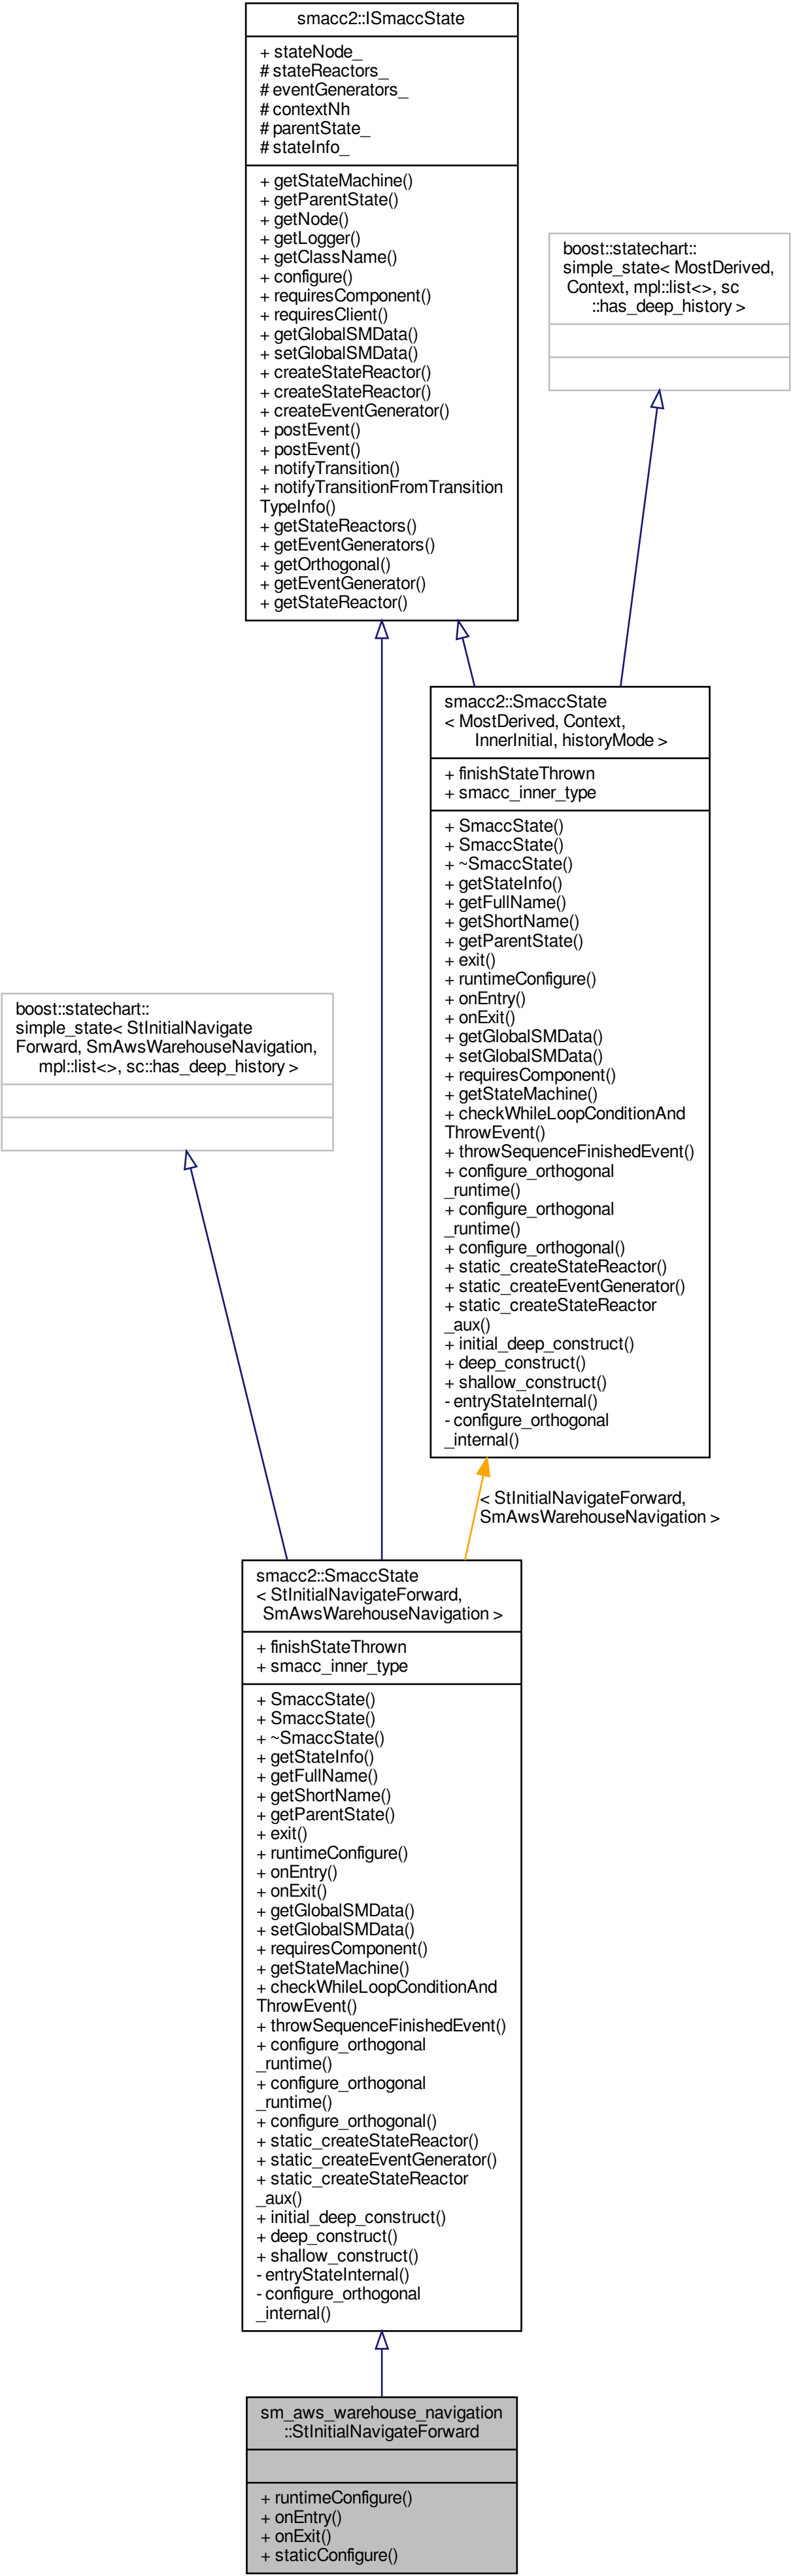 smacc2::ISmaccState
+ stateNode_
# stateReactors_
# eventGenerators_
# contextNh
# parentState_
# stateInfo_
+ getStateMachine()
+ getParentState()
+ getNode()
+ getLogger()
+ getClassName()
+ configure()
+ requiresComponent()
+ requiresClient()
+ getGlobalSMData()
+ setGlobalSMData()
+ createStateReactor()
+ createStateReactor()
+ createEventGenerator()
+ postEvent()
+ postEvent()
+ notifyTransition()
+ notifyTransitionFromTransition
TypeInfo()
+ getStateReactors()
+ getEventGenerators()
+ getOrthogonal()
+ getEventGenerator()
+ getStateReactor()
boost::statechart::
simple_state< MostDerived,
Context, mpl::list<>, sc
::has_deep_history >
smacc2::SmaccState
< MostDerived, Context,
InnerInitial, historyMode >
+ finishStateThrown
+ smacc_inner_type
+ SmaccState()
+ SmaccState()
+ ~SmaccState()
+ getStateInfo()
+ getFullName()
+ getShortName()
+ getParentState()
+ exit()
+ runtimeConfigure()
+ onEntry()
+ onExit()
+ getGlobalSMData()
+ setGlobalSMData()
+ requiresComponent()
+ getStateMachine()
+ checkWhileLoopConditionAnd
ThrowEvent()
+ throwSequenceFinishedEvent()
+ configure_orthogonal
_runtime()
+ configure_orthogonal
_runtime()
+ configure_orthogonal()
+ static_createStateReactor()
+ static_createEventGenerator()
+ static_createStateReactor
_aux()
+ initial_deep_construct()
+ deep_construct()
+ shallow_construct()
- entryStateInternal()
- configure_orthogonal
_internal()
boost::statechart::
simple_state< StInitialNavigate
Forward, SmAwsWarehouseNavigation,
mpl::list<>, sc::has_deep_history >
< StInitialNavigateForward,
SmAwsWarehouseNavigation >
smacc2::SmaccState
< StInitialNavigateForward,
SmAwsWarehouseNavigation >
+ finishStateThrown
+ smacc_inner_type
+ SmaccState()
+ SmaccState()
+ ~SmaccState()
+ getStateInfo()
+ getFullName()
+ getShortName()
+ getParentState()
+ exit()
+ runtimeConfigure()
+ onEntry()
+ onExit()
+ getGlobalSMData()
+ setGlobalSMData()
+ requiresComponent()
+ getStateMachine()
+ checkWhileLoopConditionAnd
ThrowEvent()
+ throwSequenceFinishedEvent()
+ configure_orthogonal
_runtime()
+ configure_orthogonal
_runtime()
+ configure_orthogonal()
+ static_createStateReactor()
+ static_createEventGenerator()
+ static_createStateReactor
_aux()
+ initial_deep_construct()
+ deep_construct()
+ shallow_construct()
- entryStateInternal()
- configure_orthogonal
_internal()
sm_aws_warehouse_navigation
::StInitialNavigateForward
+ runtimeConfigure()
+ onEntry()
+ onExit()
+ staticConfigure()